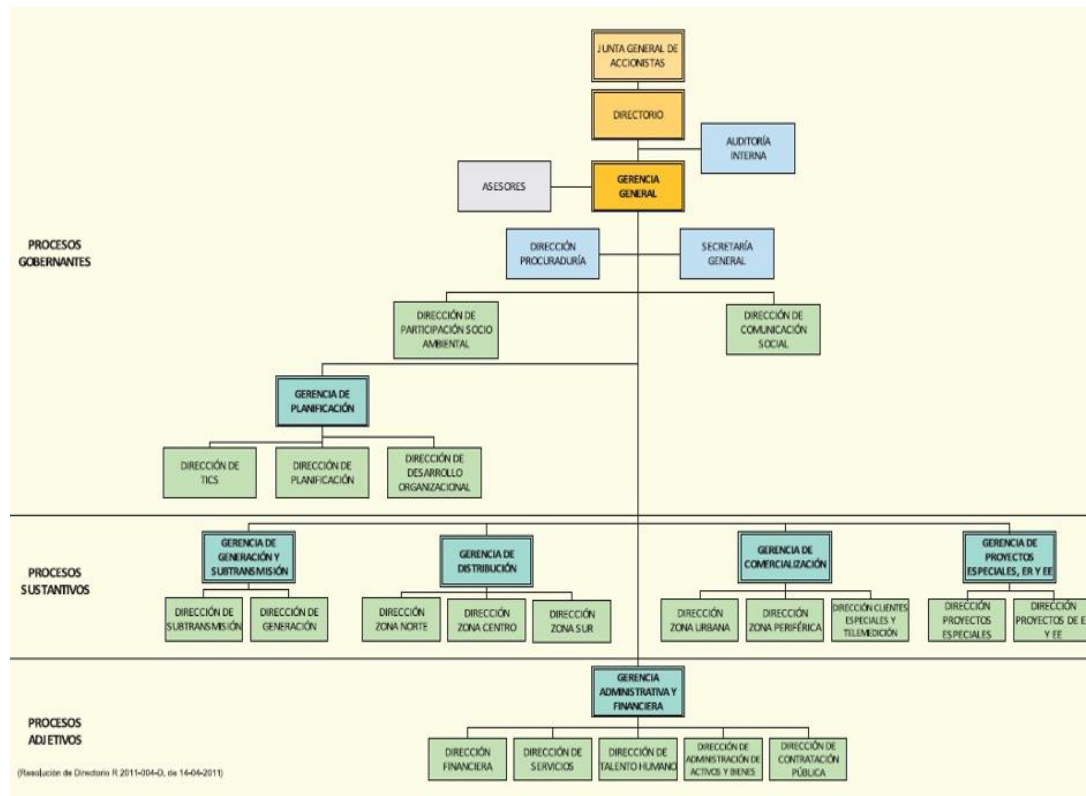 JUNTA GENERAL DE
ACCIONISTAS
DIRECTORIO
AUDITORÍA
INTERNA
ASESORES
GERENCIA
GENERAL
PROCESOS
GOBERNANTES
DIRECCIÓN
PROCURADURÍA
SECRETARÍA
GENERAL
DIRECCIÓN DE
PARTICIPACIÓN SOCIO
AMBIENTAL
DIRECCIÓN DE
COMUNICACIÓN
SOCIAL
GERENCIA DE
PLANIFICACIÓN
DIRECCIÓN DE
TICS
DIRECCIÓN DE
PLANIFICACIÓN
DIRECCIÓN DE
DESARROLLO
ORGANIZACIONAL
PROCESOS
SUSTANTIVOS
GERENCIA DE
GENERACIÓN Y
SUBTRANSMISIÓN
GERENCIA DE
DISTRIBUCIÓN
GERENCIA DE
COMERCIALIZACIÓN
GERENCIA DE
PROYECTOS
ESPECIALES, ER Y EE
DIRECCIÓN DE
SUBTRANSMISIÓN
DIRECCIÓN DE
GENERACIÓN
DIRECCIÓN
ZONA NORTE
DIRECCIÓN
ZONA CENTRO
DIRECCIÓN
ZONA SUR
DIRECCIÓN
ZONA URBANA
DIRECCIÓN
ZONA PERIFÉRICA
DIRECCIÓN CLIENTES
ESPECIALES Y
TELEMEDICIÓN
DIRECCIÓN
PROYECTOS
ESPECIALES
DIRECCIÓN
PROYECTOS DE E
Y EE
PROCESOS
ADJETIVOS
GERENCIA
ADMINISTRATIVA Y
FINANCIERA
DIRECCIÓN
FINANCIERA
DIRECCIÓN DE
SERVICIOS
DIRECCIÓN DE
TALENTO HUMANO
DIRECCIÓN DE
ADMINISTRACIÓN DE
ACTIVOS Y BIENES
DIRECCIÓN DE
CONTRATACIÓN
PÚBLICA
(Resolución de Directorio R 2011-004-D, de 14-04-2011)